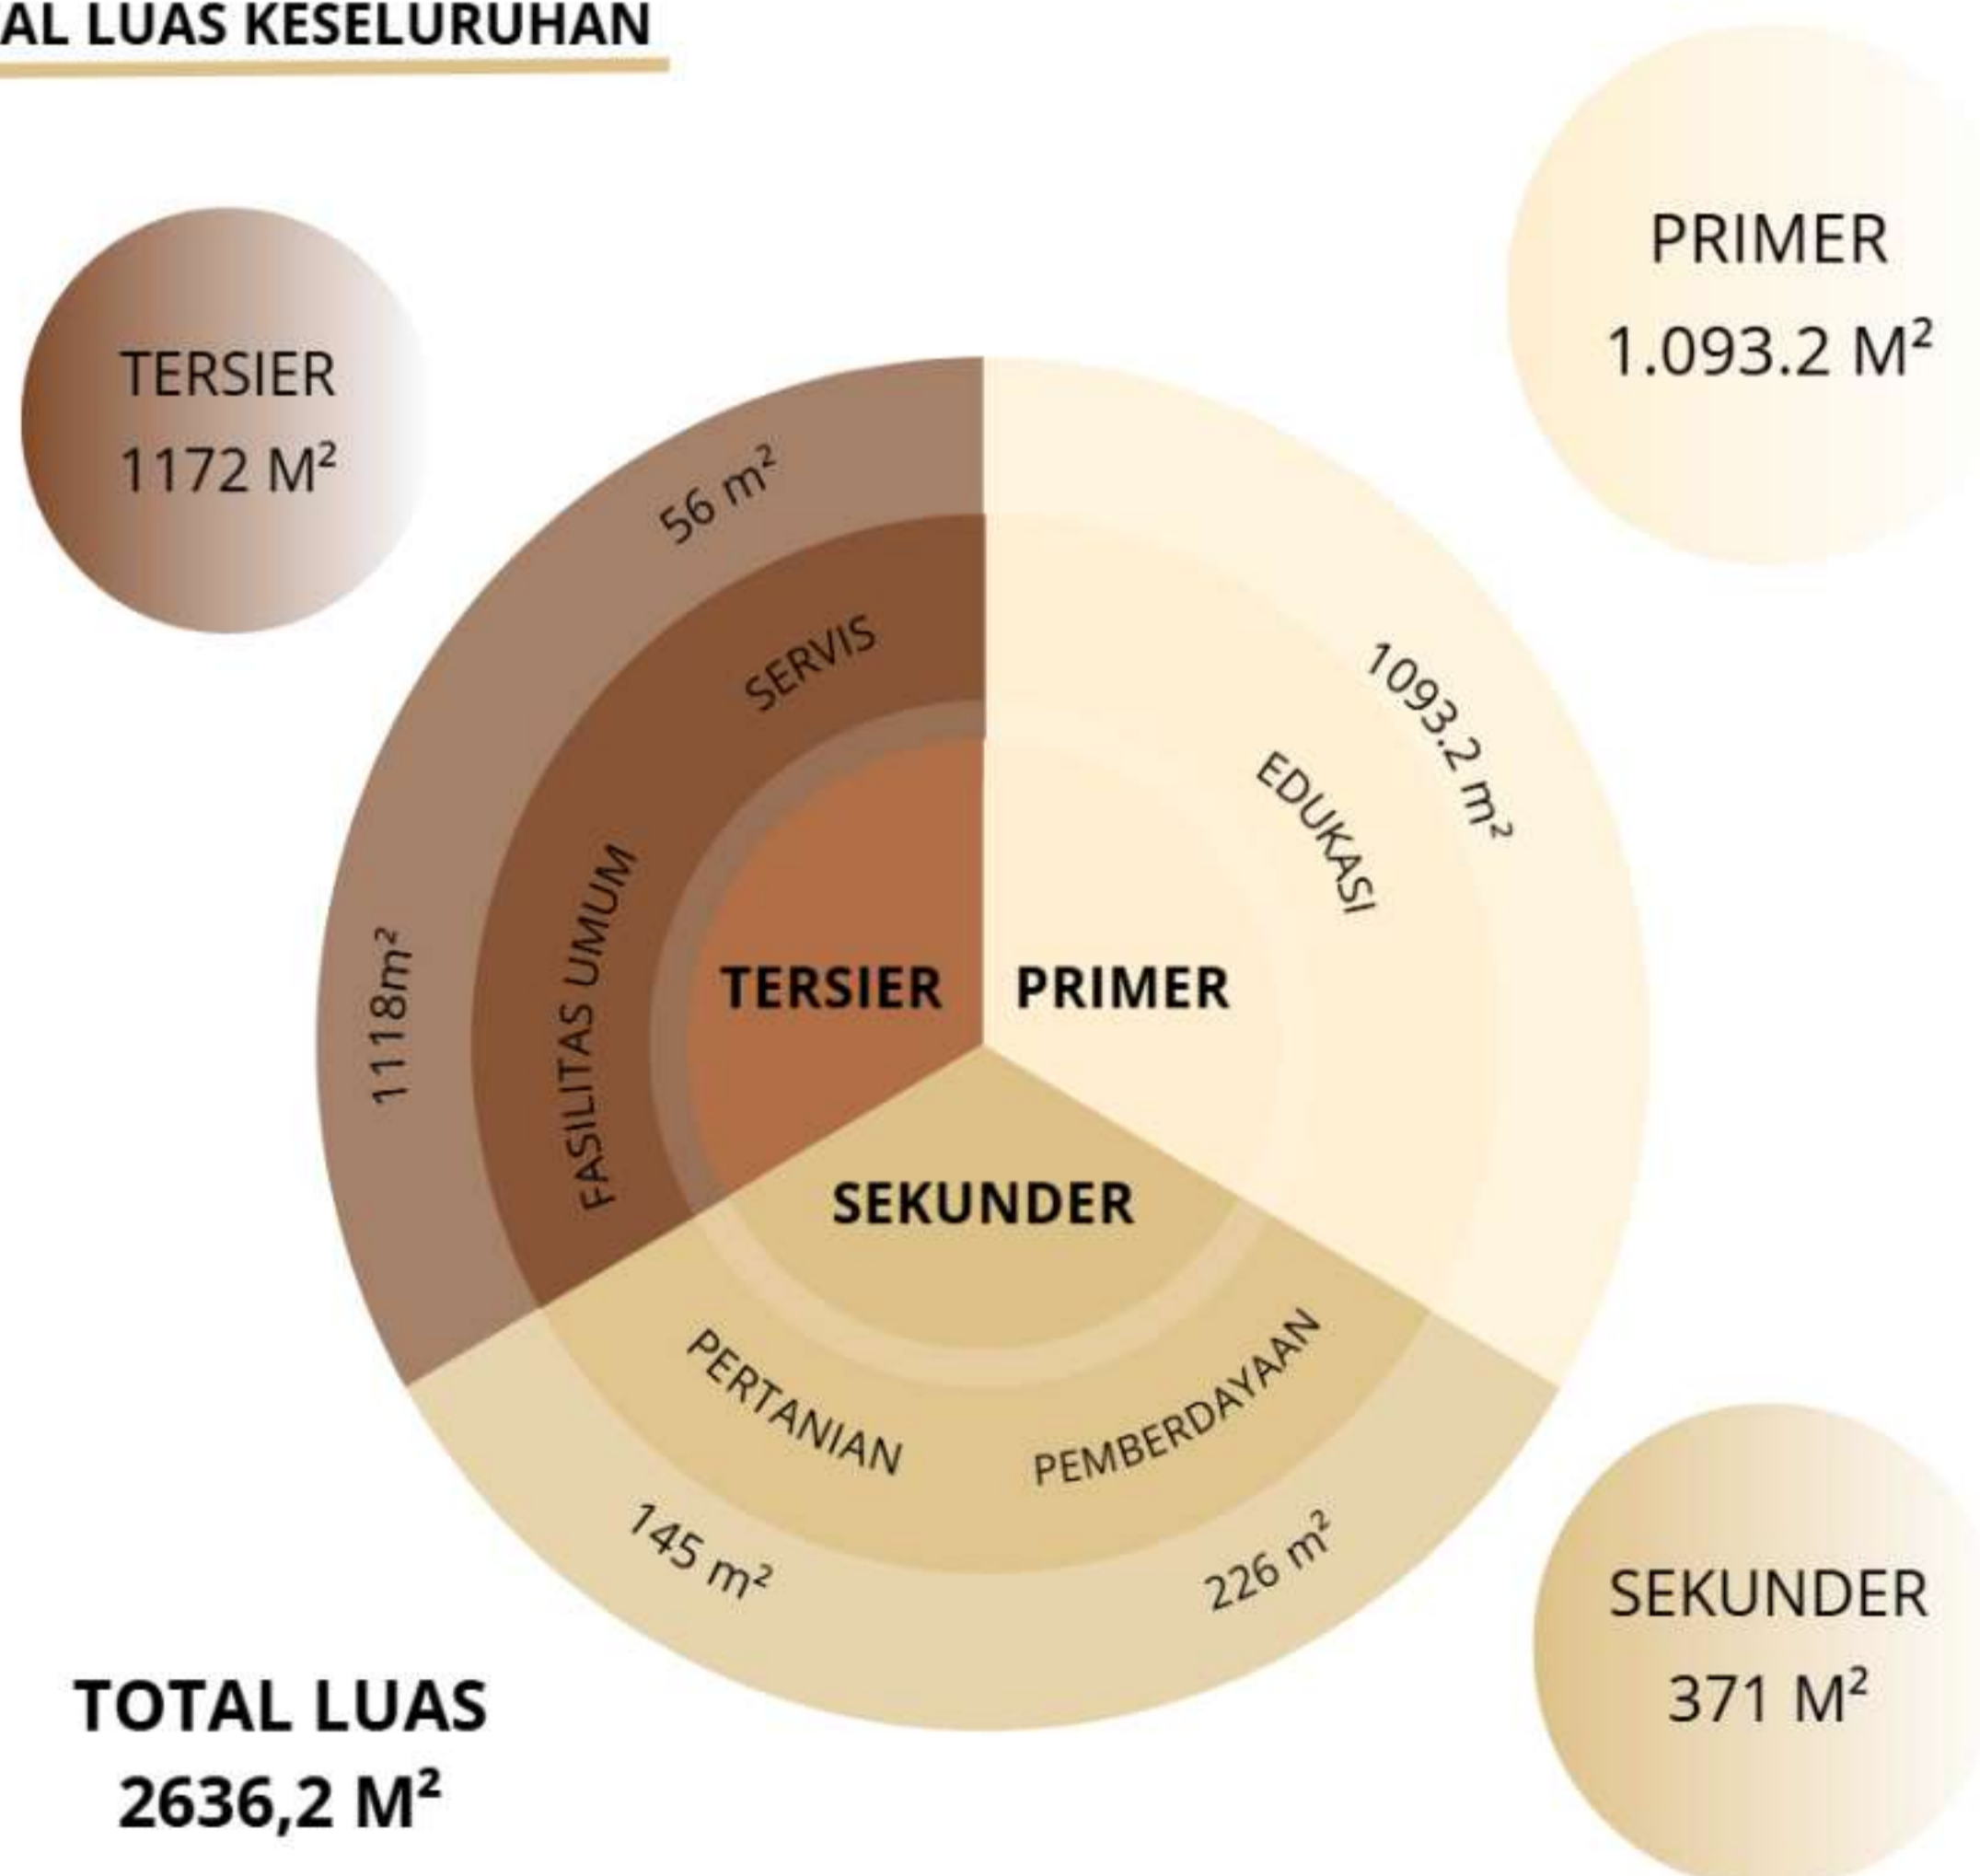 AL LUAS KESELURUHAN
PRIMER
1.093.2 M²
TERSIER
1172 M²
56 m²
SERVIS
1093.2 m²
EDUKASI
FASILITAS UMUM
1118m²
TERSIER
PRIMER
SEKUNDER
PERTANIAN
PEMBERDAYAAN
145 m²
226 m²
SEKUNDER
371 M²
TOTAL LUAS
2636,2 M²